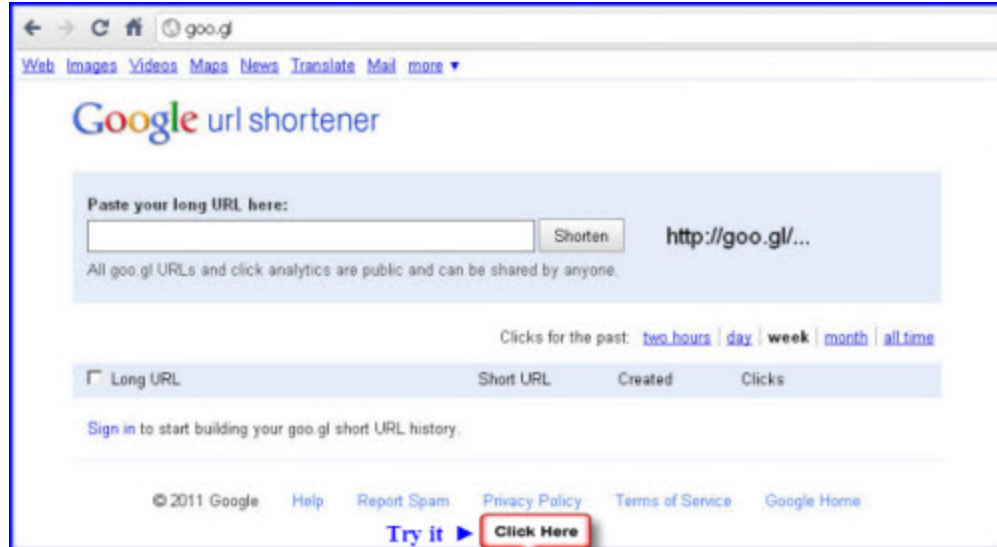 goo.gl
Web Images Videos Maps News Translate Mail more ▼
Google url shortener
Paste your long URL here:
Shorten
http://goo.gl/...
All goo.gl URLs and click analytics are public and can be shared by anyone.
Clicks for the past: two hours | day | week | month | all time
Long URL Short URL Created Clicks
Sign in to start building your goo.gl short URL history.
© 2011 Google Help Report Spam Privacy Policy Terms of Service Google Home
Try it ► Click Here